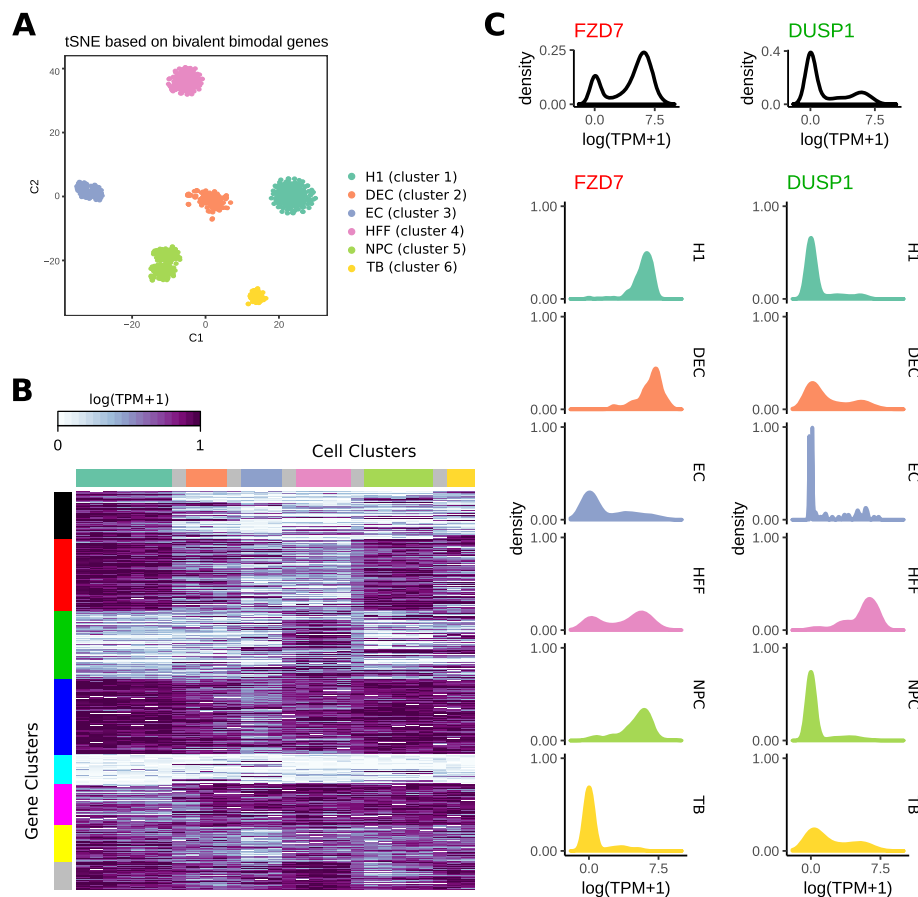 A
tSNE based on bivalent bimodal genes
40
20
0
−20
C2
−20
0
20
C1
H1 (cluster 1)
DEC (cluster 2)
EC (cluster 3)
HFF (cluster 4)
NPC (cluster 5)
TB (cluster 6)
B
log(TPM+1)
0
1
Cell Clusters
Gene Clusters
C
FZD7
0.25
0.00
density
0.0
7.5
log(TPM+1)
DUSP1
0.4
0.0
density
0.0
7.5
log(TPM+1)
FZD7
1.00
0.00
H1
1.00
0.00
DEC
1.00
0.00
EC
density
1.00
0.00
HFF
1.00
0.00
NPC
1.00
0.00
TB
0.0
7.5
log(TPM+1)
DUSP1
1.00
0.00
H1
1.00
0.00
DEC
1.00
0.00
EC
density
1.00
0.00
HFF
1.00
0.00
NPC
1.00
0.00
TB
0.0
7.5
log(TPM+1)